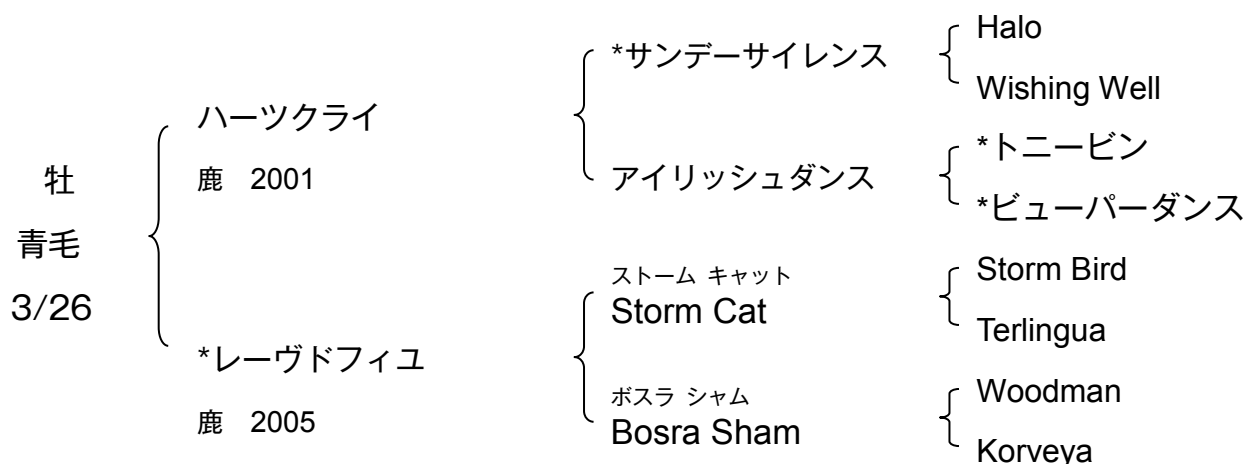 牡
青毛
3/26
ハーツクライ
鹿　2001
*レーヴドフィユ
鹿　2005
*サンデーサイレンス
アイリッシュダンス
ストーム キャット
Storm Cat
ボスラ シャム
Bosra Sham
Halo
Wishing Well
*トニービン
*ビューパーダンス
Storm Bird
Terlingua
Woodman
Korveya